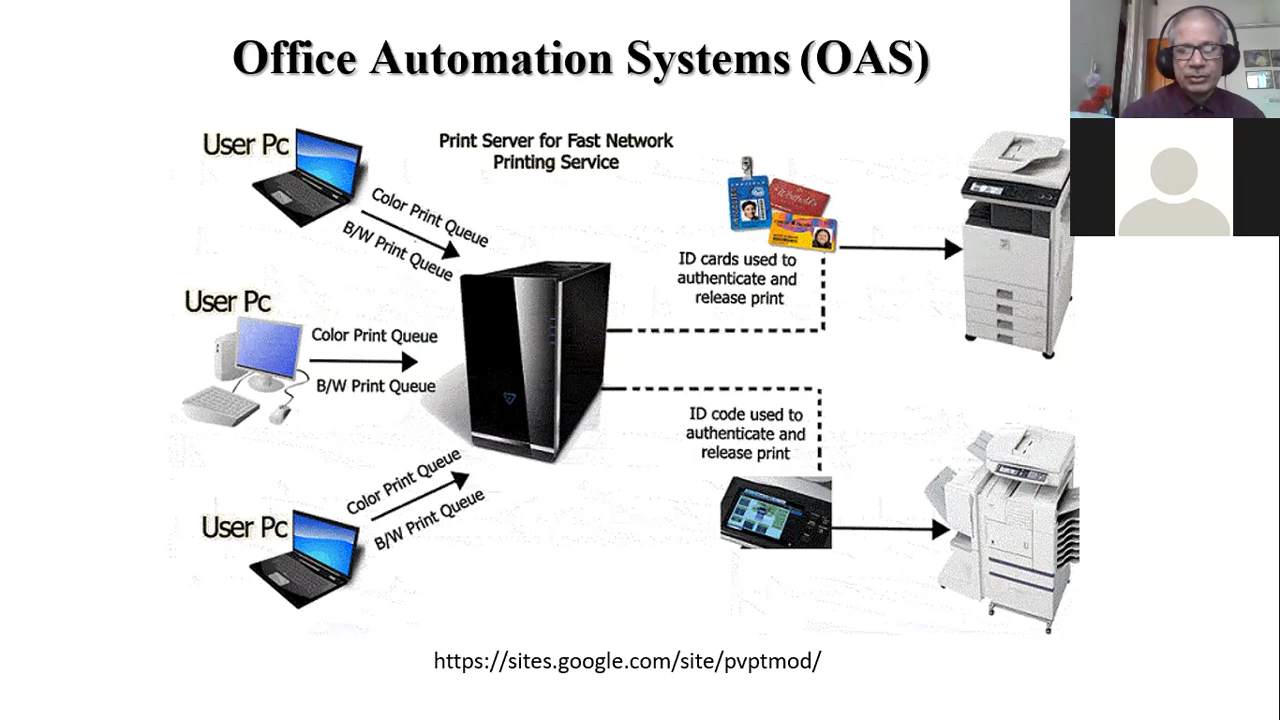 Office Automation Systems (OAS)
User Pc
Print Server for Fast Network
Printing Service
Color Print Queue
B/W Print Queue
ID cards used to
authenticate and
release print
User Pc
Color Print Queue
B/W Print Queue
ID code used to
authenticate and
release print
Color Print Queue
B/W Print Queue
User Pc
https://sites.google.com/site/pvptmod/